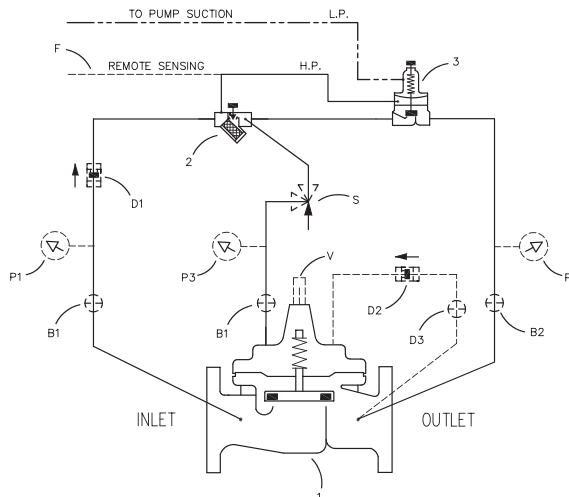 TO PUMP SUCTION L.P.
F
REMOTE SENSING H.P.
3
2
D1
S
V
P1
P3
D2
P
B1
B1
D3
B2
INLET
OUTLET
1